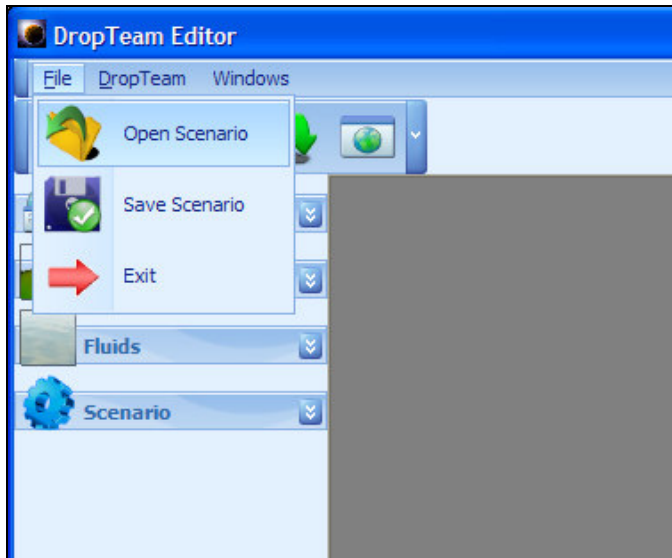 DropTeam Editor
File DropTeam Windows
Open Scenario
Save Scenario
Exit
Fluids
Scenario